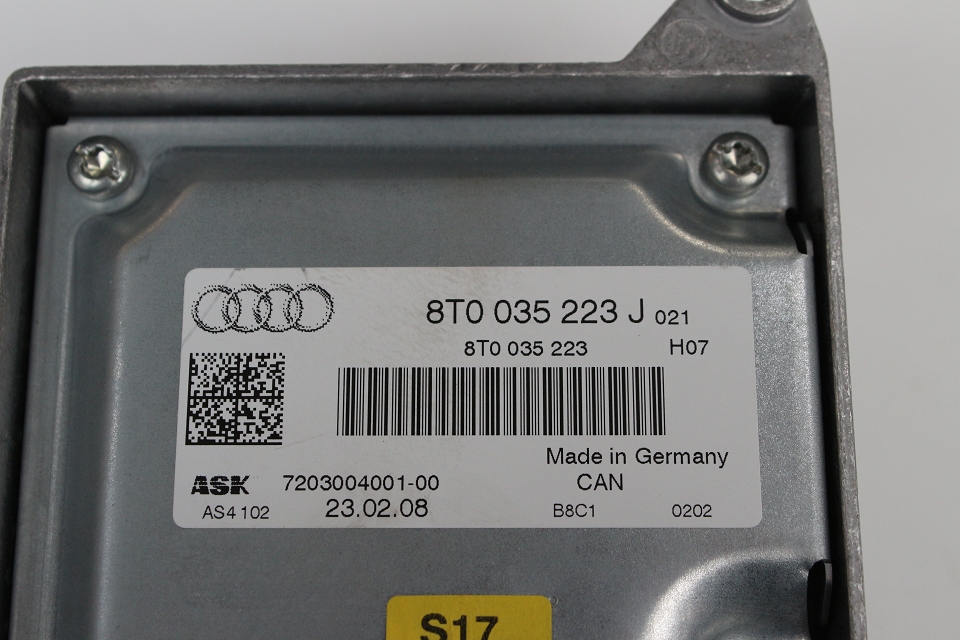 8T0 035 223 J 021
8T0 035 223 H07
Made in Germany
ASK 7203004001-00 CAN
AS4 102 23.02.08 B8C1 0202
S17